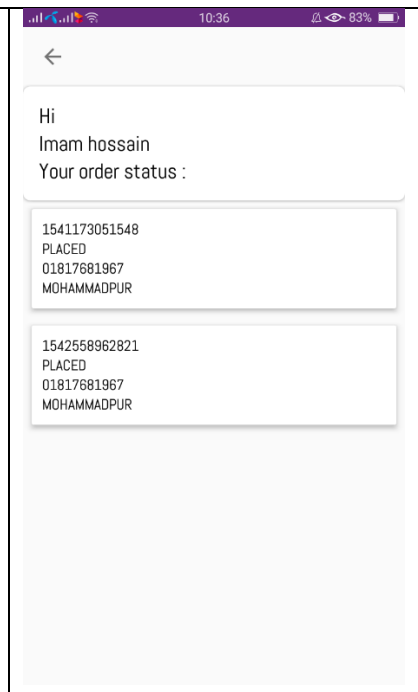 10:36
83%
Hi
Imam hossain
Your order status :
1541173051548
PLACED
01817681967
MOHAMMADPUR
1542558962821
PLACED
01817681967
MOHAMMADPUR